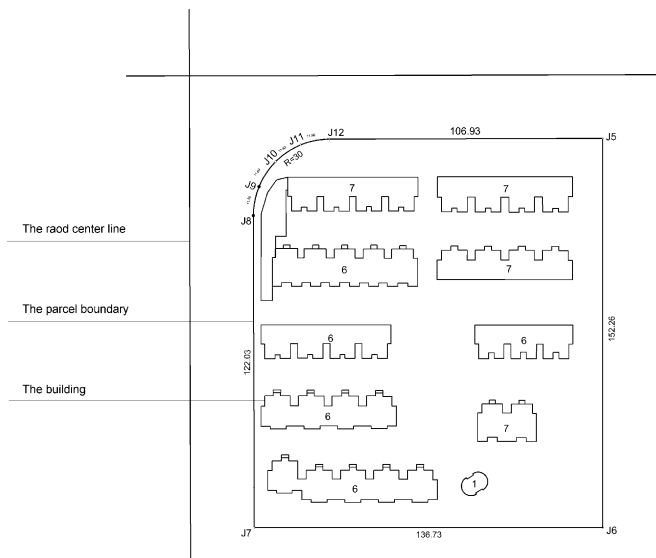 J11
J12
106.93
J5
J10
R=30
J9
J8
7
7
The raod center line
6
7
The parcel boundary
6
6
152.26
122.03
The building
6
7
6
1
J7
136.73
J6